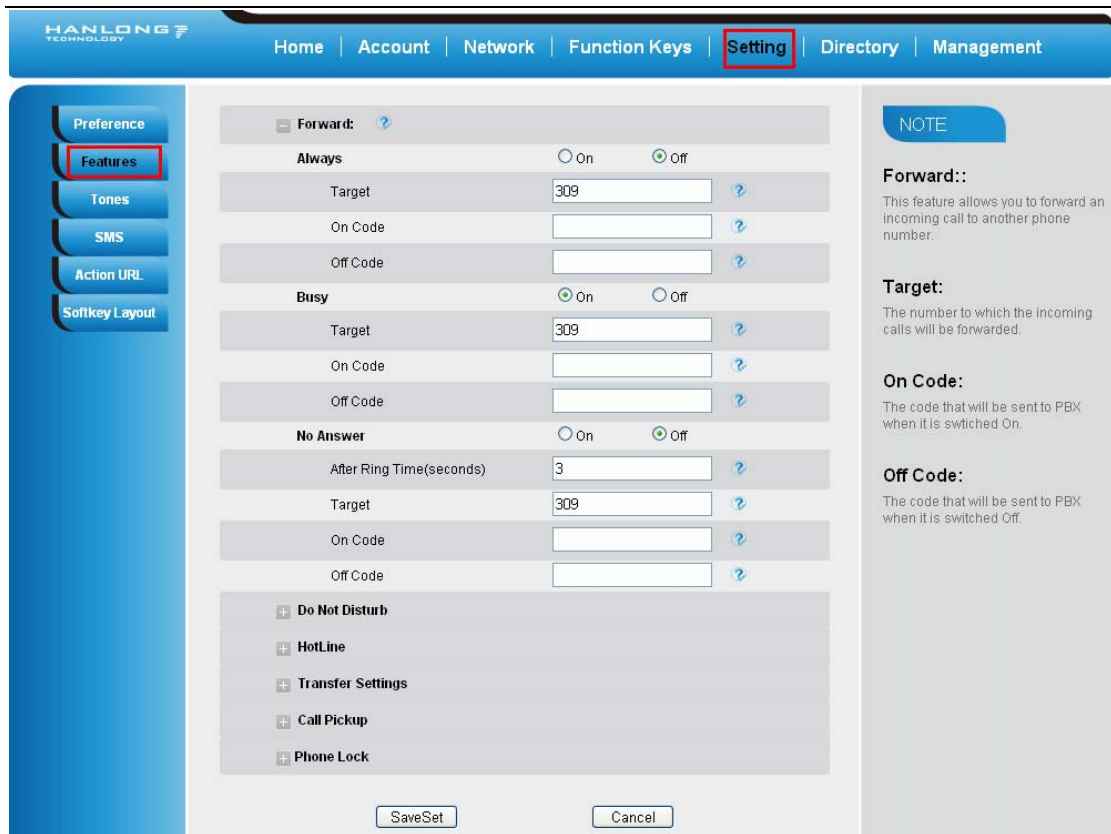 HANLONG
TECHNOLOGY
Home | Account | Network | Function Keys | Setting | Directory | Management
Preference
Features
Tones
SMS
Action URL
Softkey Layout
Forward:
Always On Off
Target 309
On Code
Off Code
Busy On Off
Target 309
On Code
Off Code
No Answer On Off
After Ring Time(seconds) 3
Target 309
On Code
Off Code
Do Not Disturb
HotLine
Transfer Settings
Call Pickup
Phone Lock
SaveSet Cancel
NOTE
Forward::
This feature allows you to forward an
incoming call to another phone
number.
Target:
The number to which the incoming
calls will be forwarded.
On Code:
The code that will be sent to PBX
when it is swtiched On.
Off Code:
The code that will be sent to PBX
when it is switched Off.